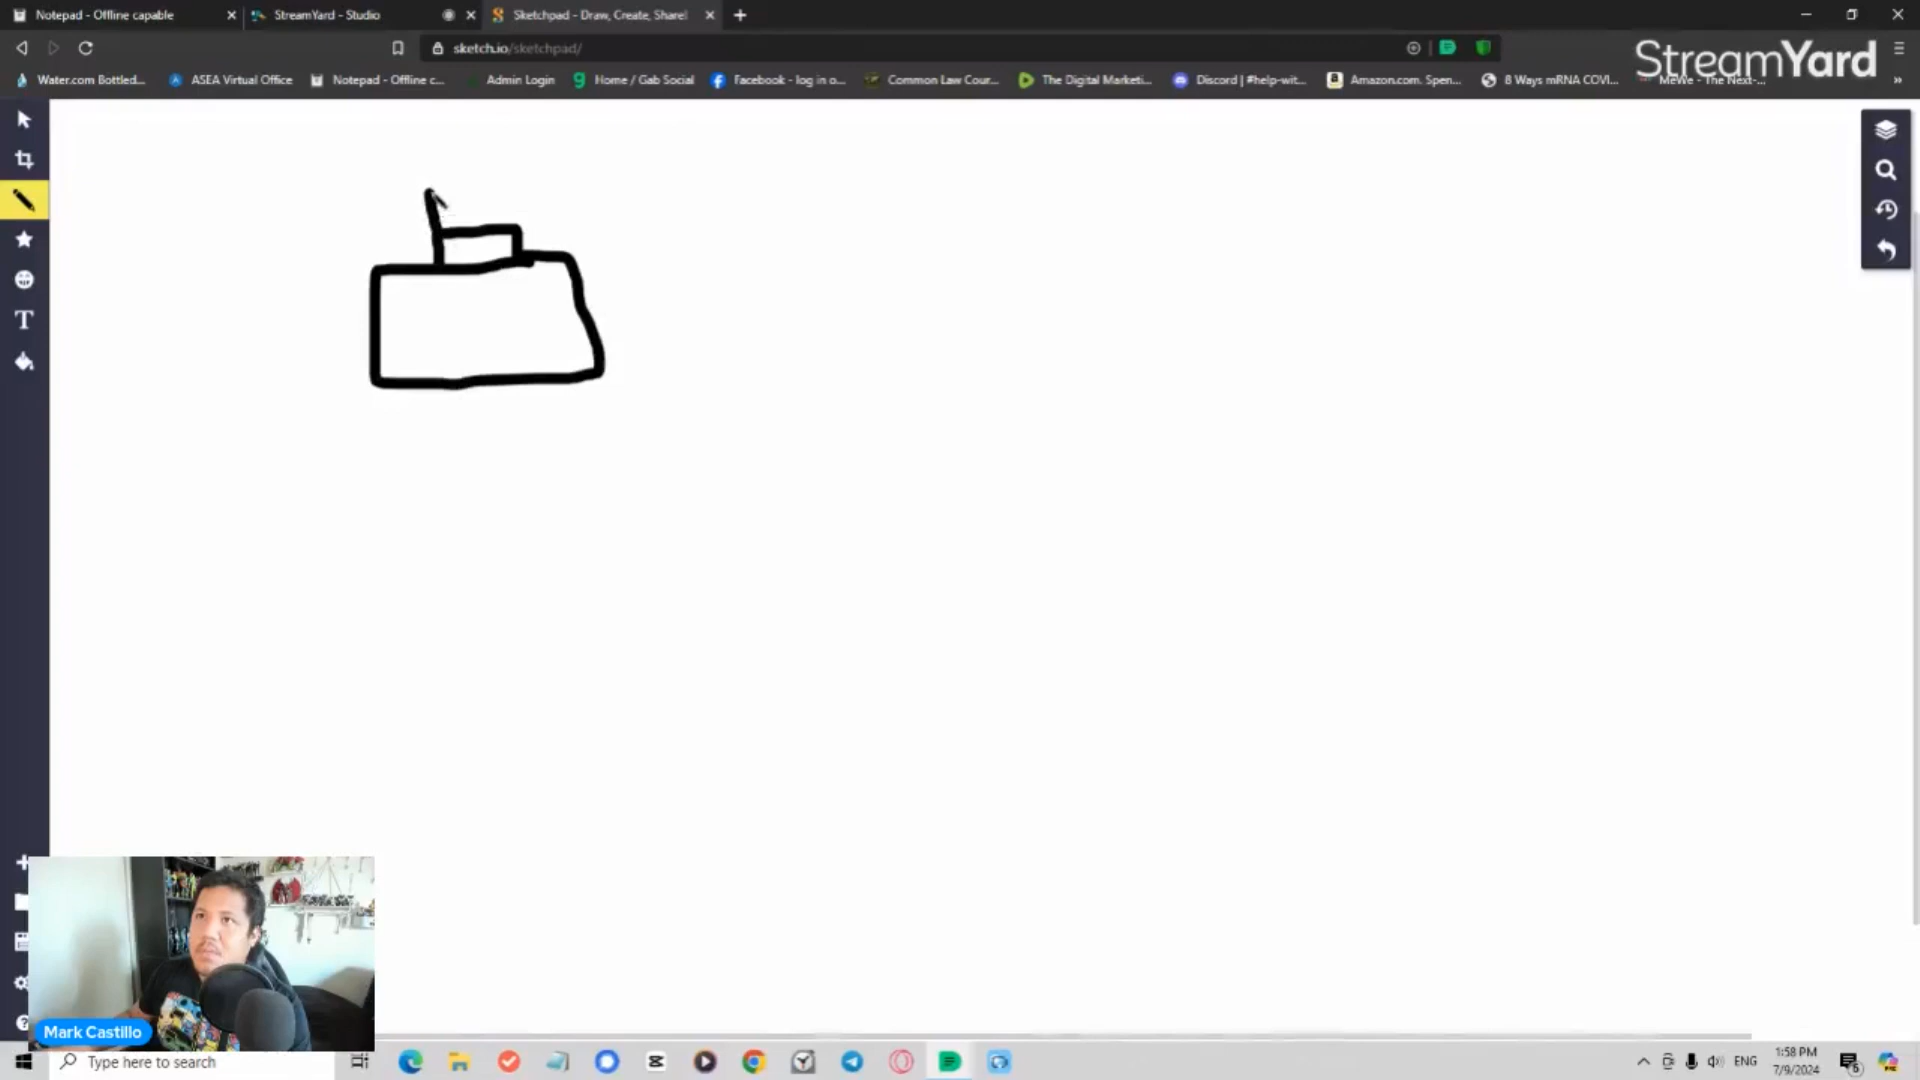 Notepad - Offline capable
StreamYard - Studio
Sketchpad - Draw, Create, Share!
sketch.io/sketchpad/
StreamYard
Water.com Bottled...
ASEA Virtual Office
Notepad - Offline c...
Admin Login
Home / Gab Social
Facebook - log in o...
Common Law Cour...
The Digital Marketi...
Discord | #help-wit...
Amazon.com. Spen...
8 Ways mRNA COVI...
MeWe - The Next-...
T
Mark Castillo
Type here to search
ENG
1:58 PM
7/9/2024